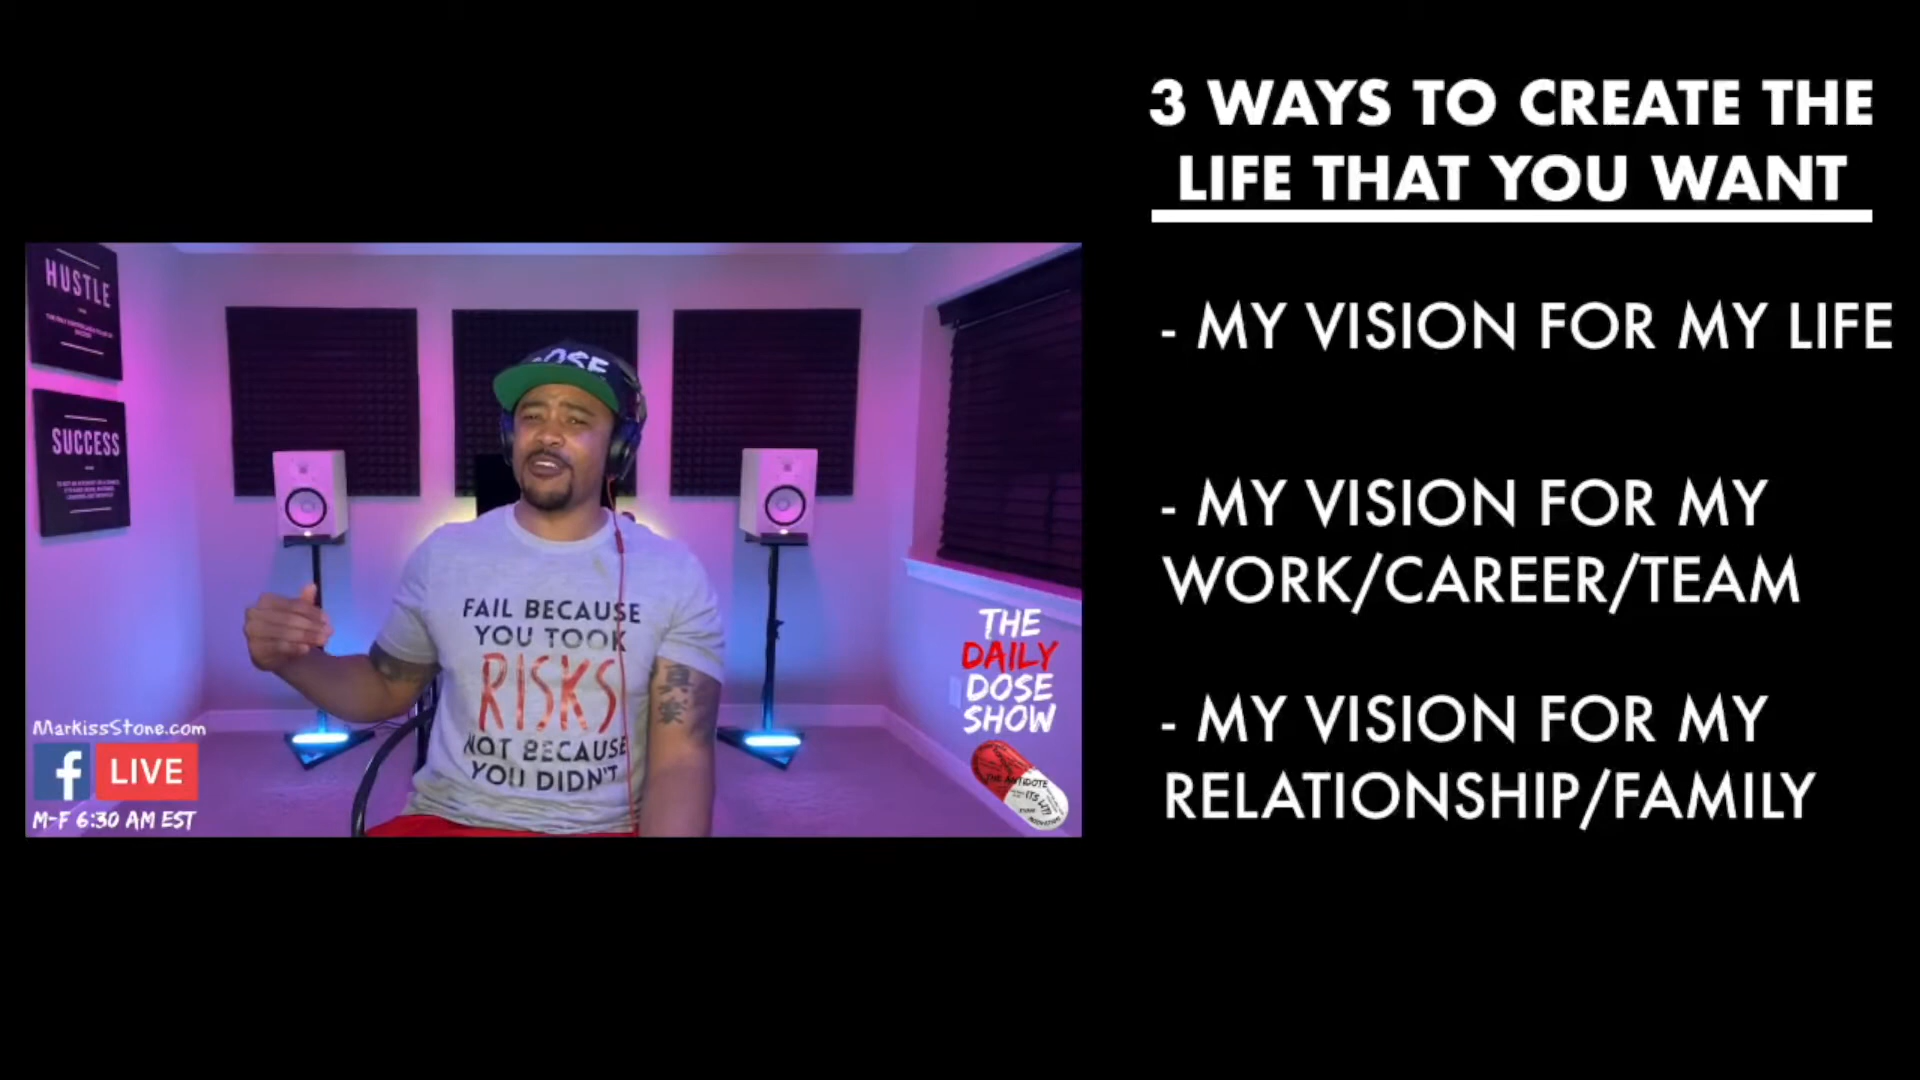 3 WAYS TO CREATE THE
LIFE THAT YOU WANT
- MY VISION FOR MY LIFE
- MY VISION FOR MY
WORK/CAREER/TEAM
- MY VISION FOR MY
RELATIONSHIP/FAMILY
HUSTLE
SUCCESS
FAIL BECAUSE
YOU TOOK
RISKS
NOT BECAUSE
YOU DIDN'T
THE
DAILY
DOSE
SHOW
THE ANTIDOTE
MarkissStone.com
f LIVE
M-F 6:30 AM EST